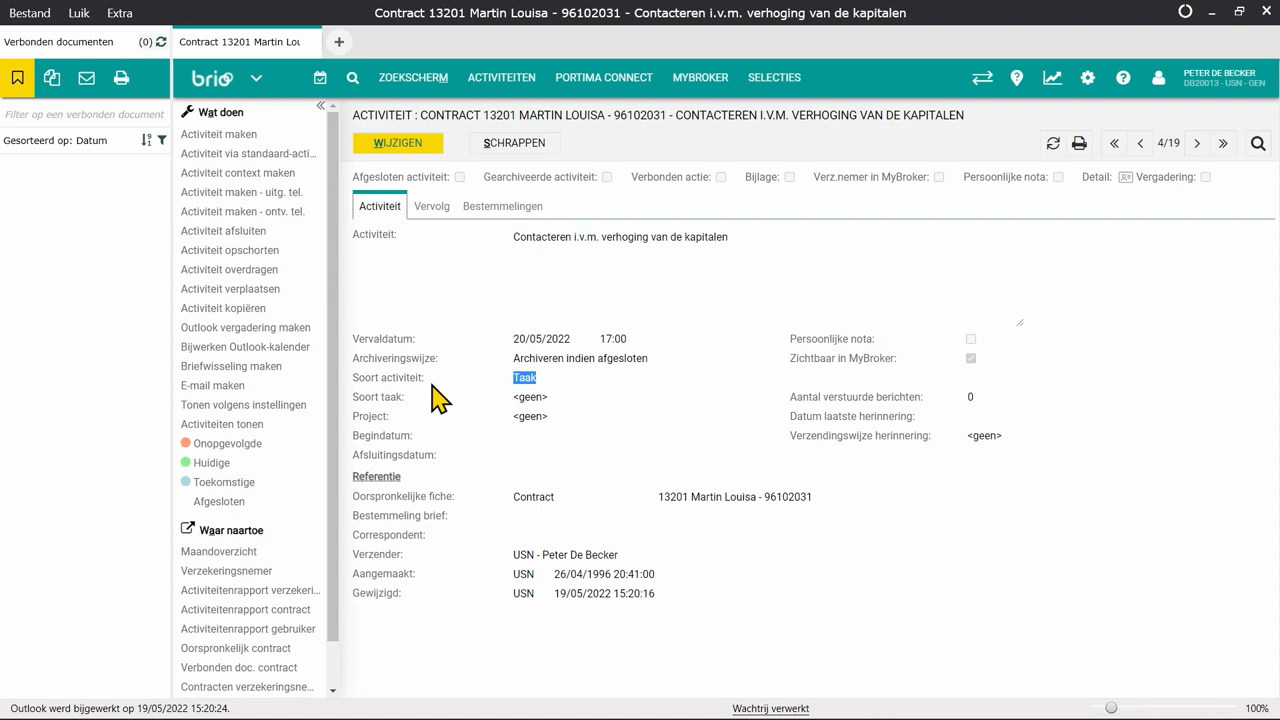 Bestand Luik Extra
Contract 13201 Martin Louisa - 96102031 - Contacteren i.v.m. verhoging van de kapitalen
Verbonden documenten (0)
Contract 13201 Martin Lou
brio
ZOEKSCHERM ACTIVITEITEN PORTIMA CONNECT MYBROKER SELECTIES
PETER DE BECKER
DB20013 - USN - GEN
Filter op een verbonden document
Gesorteerd op: Datum
Wat doen
Activiteit maken
Activiteit via standaard-acti...
Activiteit context maken
Activiteit maken - uitg. tel.
Activiteit maken - ontv. tel.
Activiteit afsluiten
Activiteit opschorten
Activiteit overdragen
Activiteit verplaatsen
Activiteit kopiëren
Outlook vergadering maken
Bijwerken Outlook-kalender
Briefwisseling maken
E-mail maken
Tonen volgens instellingen
Activiteiten tonen
Onopgevolgde
Huidige
Toekomstige
Afgesloten
Waar naartoe
Maandoverzicht
Verzekeringsnemer
Activiteitenrapport verzekeri...
Activiteitenrapport contract
Activiteitenrapport gebruiker
Oorspronkelijk contract
Verbonden doc. contract
Contracten verzekeringsne...
ACTIVITEIT : CONTRACT 13201 MARTIN LOUISA - 96102031 - CONTACTEREN I.V.M. VERHOGING VAN DE KAPITALEN
WIJZIGEN SCHRAPPEN
4/19
Afgesloten activiteit: Gearchiveerde activiteit: Verbonden actie: Bijlage: Verz.nemer in MyBroker: Persoonlijke nota: Detail: Vergadering:
Activiteit Vervolg Bestemmelingen
Activiteit: Contacteren i.v.m. verhoging van de kapitalen
Vervaldatum: 20/05/2022 17:00 Persoonlijke nota:
Archiveringswijze: Archiveren indien afgesloten Zichtbaar in MyBroker:
Soort activiteit: Taak
Soort taak: <geen> Aantal verstuurde berichten: 0
Project: <geen> Datum laatste herinnering:
Begindatum: Verzendingswijze herinnering: <geen>
Afsluitingsdatum:
Referentie
Oorspronkelijke fiche: Contract 13201 Martin Louisa - 96102031
Bestemmeling brief:
Correspondent:
Verzender: USN - Peter De Becker
Aangemaakt: USN 26/04/1996 20:41:00
Gewijzigd: USN 19/05/2022 15:20:16
Outlook werd bijgewerkt op 19/05/2022 15:20:24.
Wachtrij verwerkt
100%